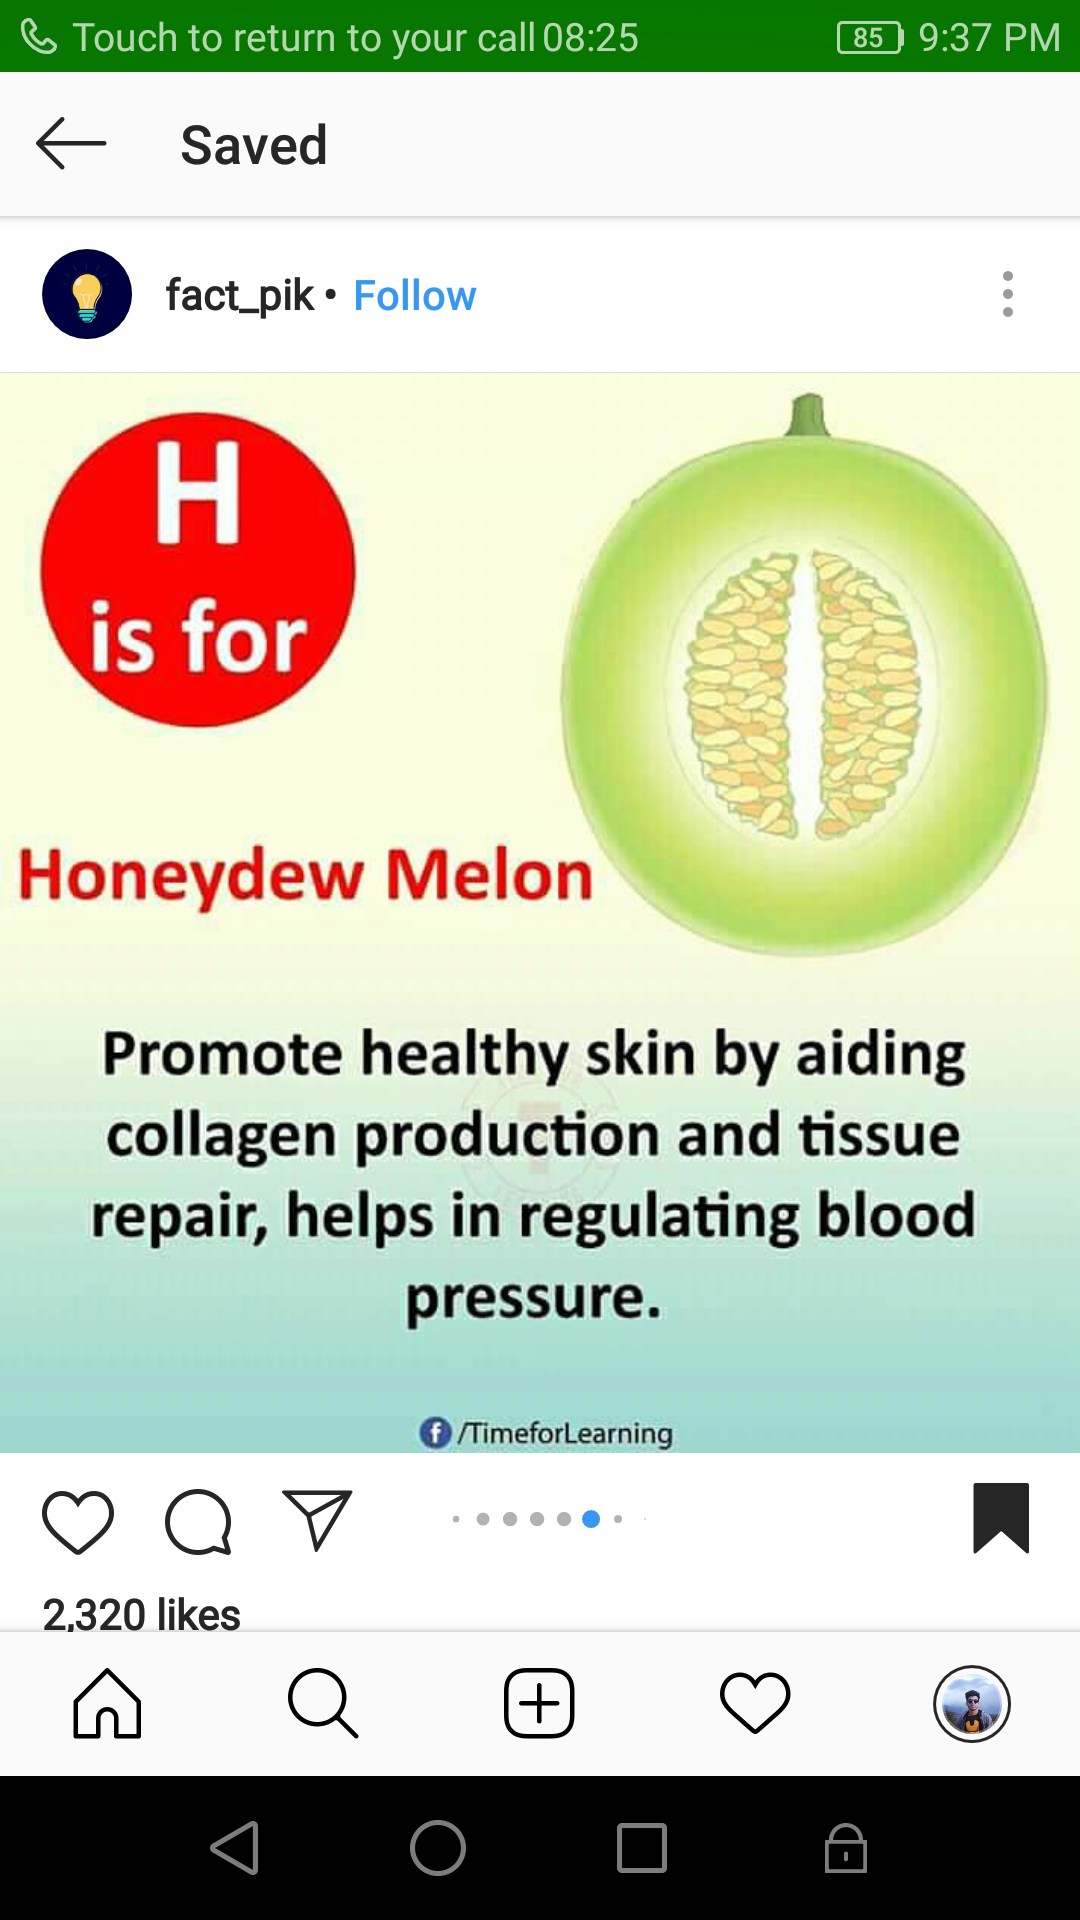 Touch to return to your call 08:25 85 9:37 PM
Saved
fact_pik • Follow
H
is for
Honeydew Melon
Promote healthy skin by aiding
collagen production and tissue
repair, helps in regulating blood
pressure.
f /TimeforLearning
2,320 likes